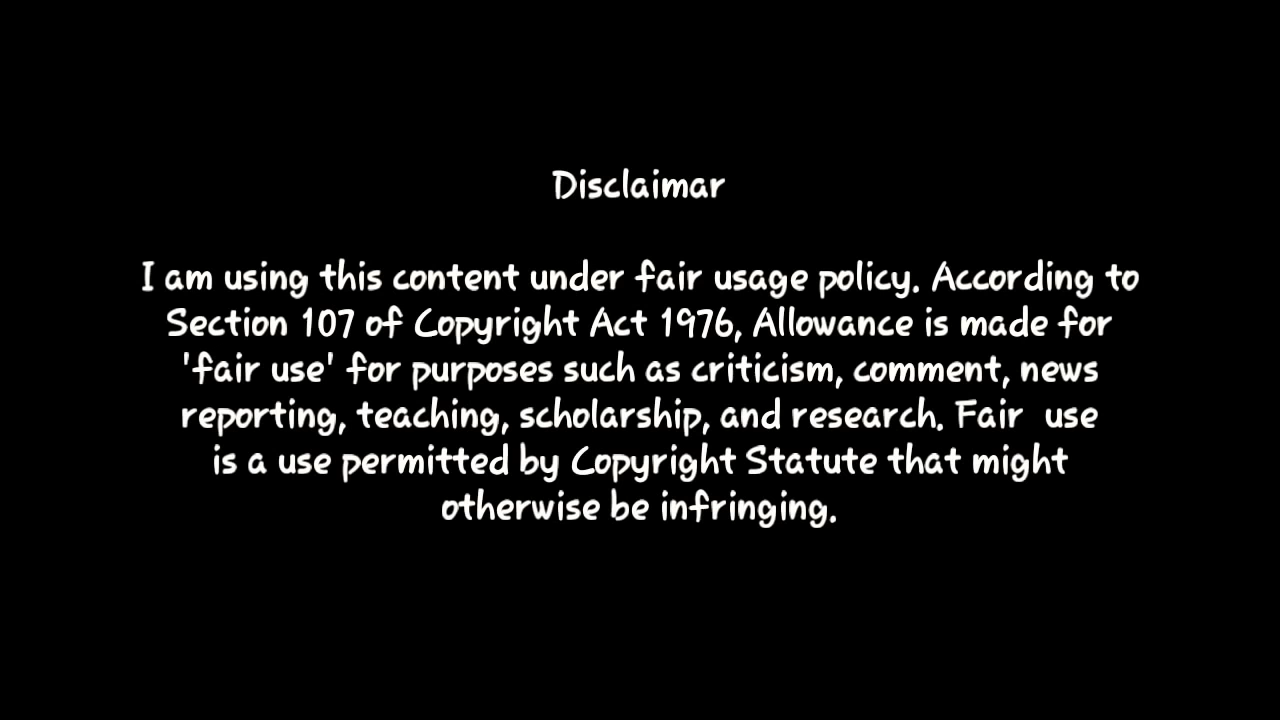 Disclaimar
I am using this content under fair usage policy. According to
Section 107 of Copyright Act 1976, Allowance is made for
'fair use' for purposes such as criticism, comment, news
reporting, teaching, scholarship, and research. Fair  use
is a use permitted by Copyright Statute that might
otherwise be infringing.